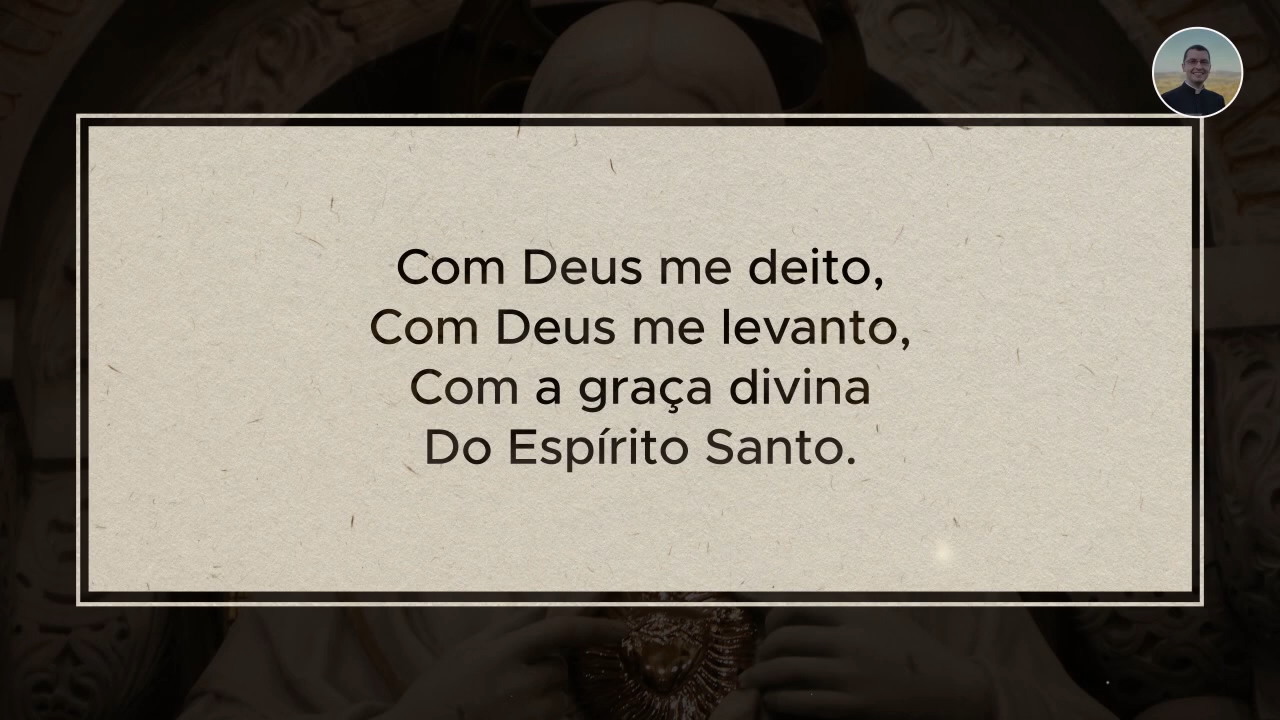 Com Deus me deito,
Com Deus me levanto,
Com a graça divina
Do Espírito Santo.